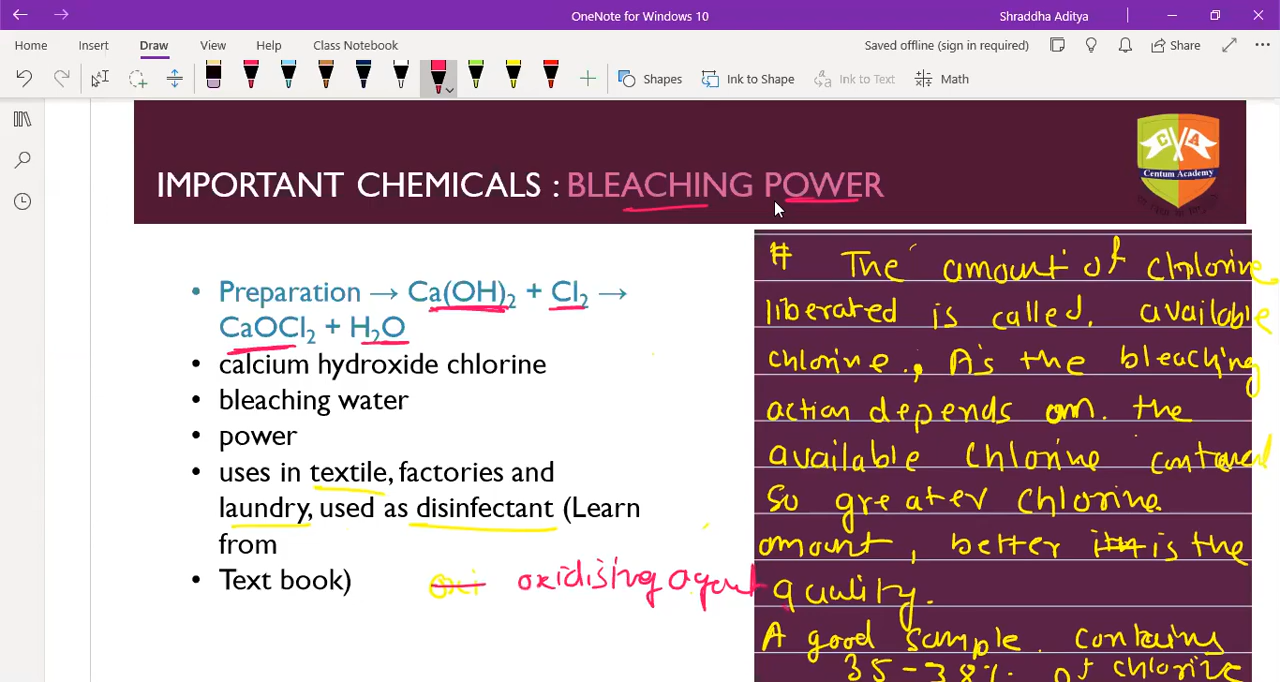 OneNote for Windows 10
Shraddha Aditya
Home Insert Draw View Help Class Notebook
Saved offline (sign in required) Share
Shapes Ink to Shape Ink to Text Math
IMPORTANT CHEMICALS : BLEACHING POWER
Centum Academy
• Preparation → Ca(OH)₂ + Cl₂ →
CaOCl₂ + H₂O
• calcium hydroxide chlorine
• bleaching water
• power
• uses in textile, factories and
laundry, used as disinfectant (Learn
from
• Text book)
oxi oxidising agent
# The amount of chlorine
liberated is called. available
chlorine., As the bleaching
action depends on. the
available chlorine contained
So greater chlorine
amount, better is the
quality.
A good sample. contains
35-38% of chlorine